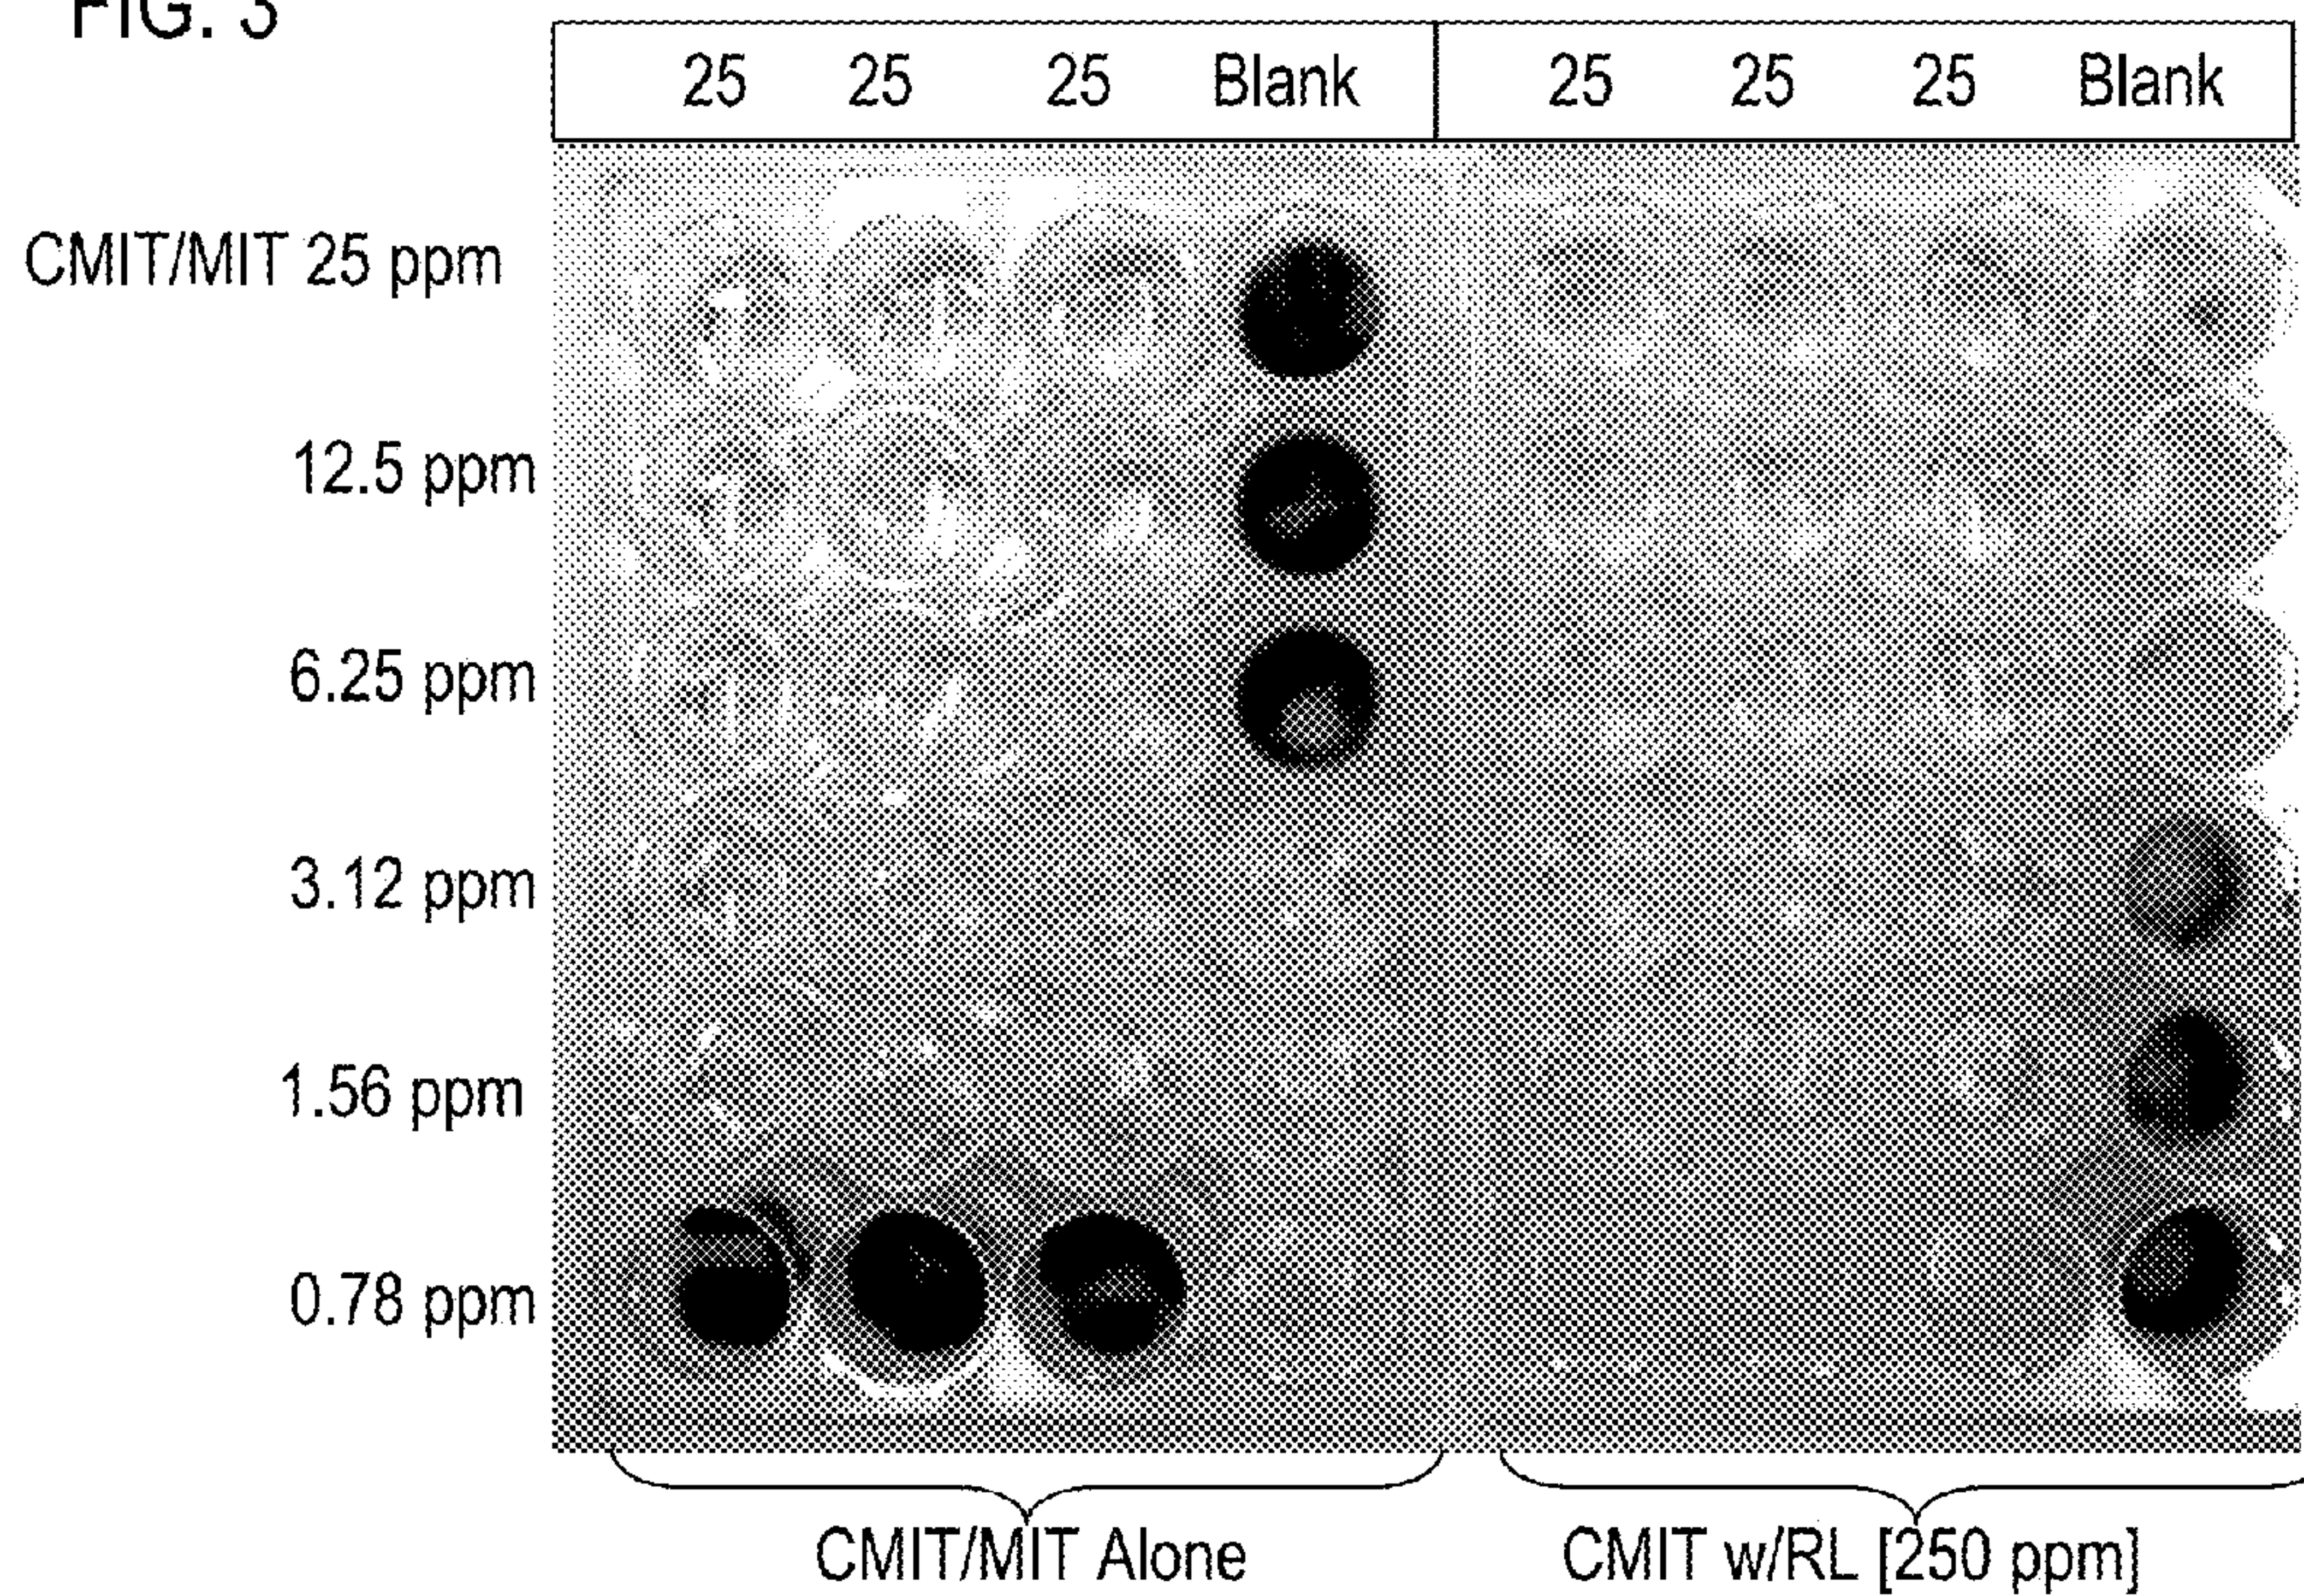 FIG. 3
25 25 25 Blank 25 25 25 Blank
CMIT/MIT 25 ppm
12.5 ppm
6.25 ppm
3.12 ppm
1.56 ppm
0.78 ppm
CMIT/MIT Alone CMIT w/RL [250 ppm]